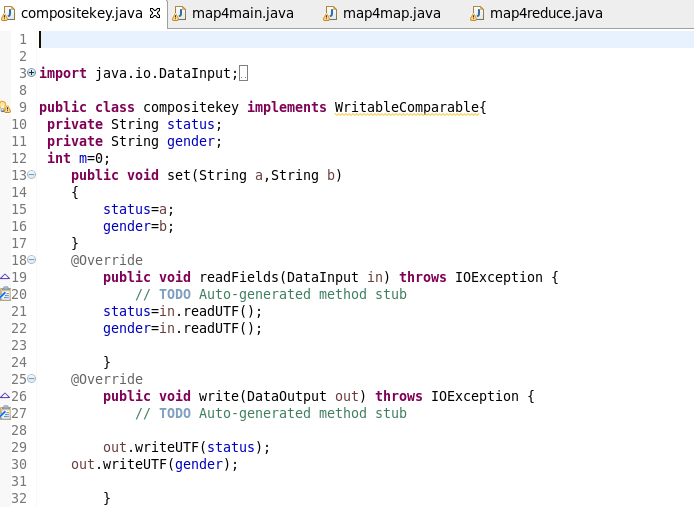 compositekey.java map4main.java map4map.java map4reduce.java
1
2
3 import java.io.DataInput;
8
9 public class compositekey implements WritableComparable{
10 private String status;
11 private String gender;
12 int m=0;
13 public void set(String a,String b)
14 {
15 status=a;
16 gender=b;
17 }
18 @Override
19 public void readFields(DataInput in) throws IOException {
20 // TODO Auto-generated method stub
21 status=in.readUTF();
22 gender=in.readUTF();
23
24 }
25 @Override
26 public void write(DataOutput out) throws IOException {
27 // TODO Auto-generated method stub
28
29 out.writeUTF(status);
30 out.writeUTF(gender);
31
32 }